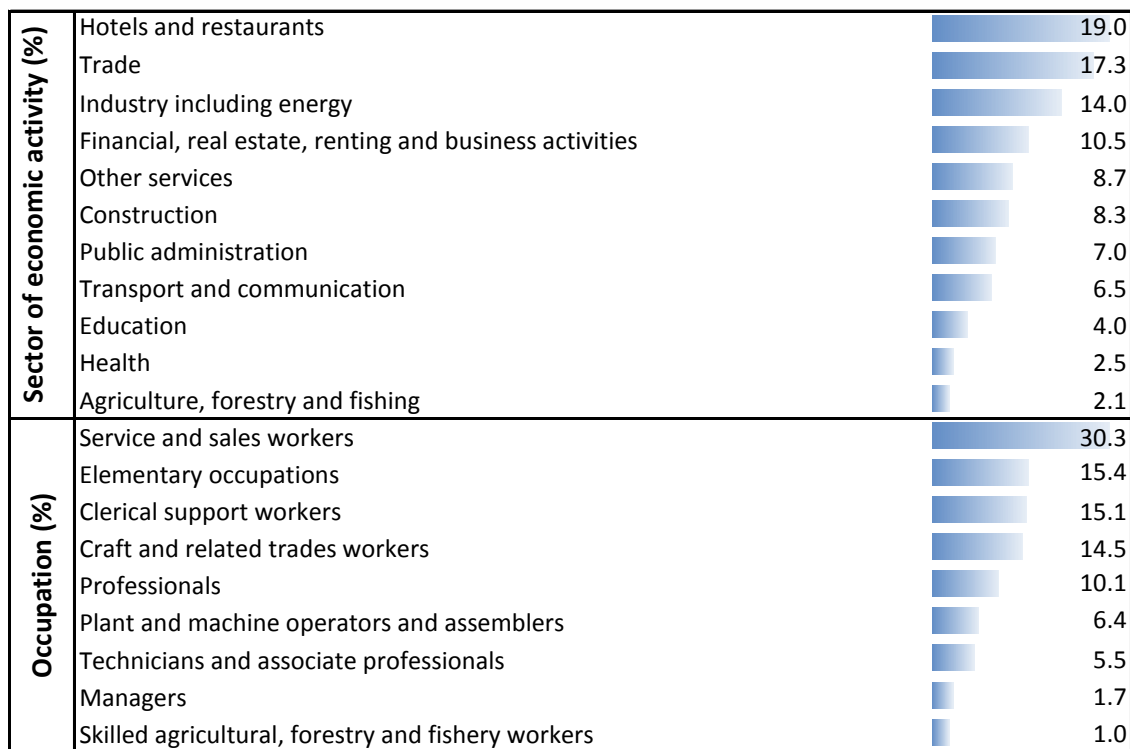 Sector of economic activity (%)
Hotels and restaurants 19.0
Trade 17.3
Industry including energy 14.0
Financial, real estate, renting and business activities 10.5
Other services 8.7
Construction 8.3
Public administration 7.0
Transport and communication 6.5
Education 4.0
Health 2.5
Agriculture, forestry and fishing 2.1
Occupation (%)
Service and sales workers 30.3
Elementary occupations 15.4
Clerical support workers 15.1
Craft and related trades workers 14.5
Professionals 10.1
Plant and machine operators and assemblers 6.4
Technicians and associate professionals 5.5
Managers 1.7
Skilled agricultural, forestry and fishery workers 1.0